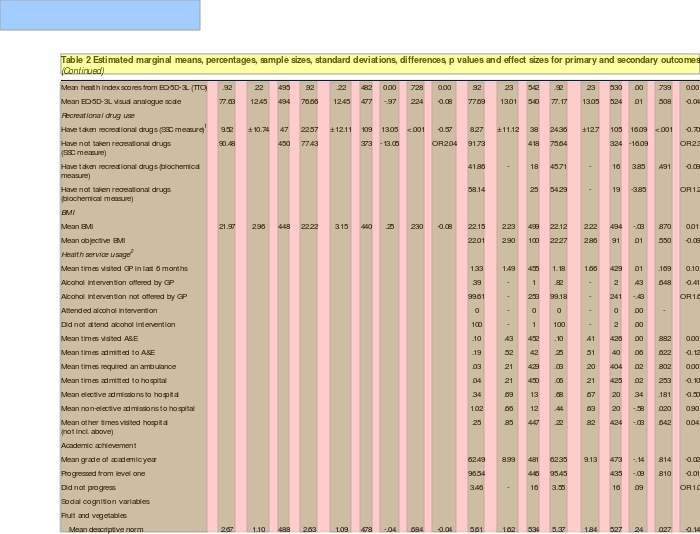 Table 2 Estimated marginal means, percentages, sample sizes, standard deviations, differences, p values and effect sizes for primary and secondary outcomes
(Continued)
Mean health index scores from EQ-5D-3L (TTO) .92 .22 495 .92 .22 482 0.00 .728 0.00 .92 .23 542 .92 .23 530 .00 .739 0.00
Mean EQ-5D-3L visual analogue scale 77.63 12.45 494 76.66 12.45 477 -.97 .224 -0.08 77.69 13.01 540 77.17 13.05 524 .01 .508 -0.04
Recreational drug use
Have taken recreational drugs (SSC measure)1 9.52 ±10.74 47 22.57 ±12.11 109 13.05 <.001 -0.57 8.27 ±11.12 38 24.36 ±12.7 105 16.09 <.001 -0.70
Have not taken recreational drugs 90.48 450 77.43 373 -13.05 OR2.04 91.73 418 75.64 324 -16.09 OR2.3
(SSC measure)
Have taken recreational drugs (biochemical 41.86 - 18 45.71 - 16 3.85 .491 -0.09
measure)
Have not taken recreational drugs 58.14 25 54.29 - 19 -3.85 OR1.2
(biochemical measure)
BMI
Mean BMI 21.97 2.96 448 22.22 3.15 440 .25 .230 -0.08 22.15 2.23 499 22.12 2.22 494 -.03 .870 0.01
Mean objective BMI 22.01 2.90 100 22.27 2.86 91 .01 .550 -0.09
Health service usage2
Mean times visited GP in last 6 months 1.33 1.49 455 1.18 1.66 429 .01 .169 0.10
Alcohol intervention offered by GP .39 - 1 .82 - 2 .43 .648 -0.41
Alcohol intervention not offered by GP 99.61 - 253 99.18 - 241 -.43 OR1.6
Attended alcohol intervention 0 - 0 0 - 0 .00 -
Did not attend alcohol intervention 100 - 1 100 - 2 .00
Mean times visited A&E .10 .43 452 .10 .41 426 .00 .882 0.00
Mean times admitted to A&E .19 .52 42 .25 .51 40 .06 .622 -0.12
Mean times required an ambulance .03 .21 429 .03 .20 404 .02 .802 0.00
Mean times admitted to hospital .04 .21 450 .06 .21 425 .02 .253 -0.10
Mean elective admissions to hospital .34 .69 13 .68 .67 20 .34 .181 -0.50
Mean non-elective admissions to hospital 1.02 .66 12 .44 .63 20 -.58 .020 0.90
Mean other times visited hospital .25 .85 447 .22 .82 424 -.03 .642 0.04
(not incl. above)
Academic achievement
Mean grade of academic year 62.49 8.99 481 62.35 9.13 473 -.14 .814 -0.02
Progressed from level one 96.54 446 96.45 435 -.09 .810 -0.01
Did not progress 3.46 - 16 3.55 16 .09 OR1.0
Social cognition variables
Fruit and vegetables
Mean descriptive norm 2.67 1.10 488 2.63 1.09 478 -.04 .684 -0.04 5.61 1.62 534 5.37 1.84 527 .24 .027 -0.14